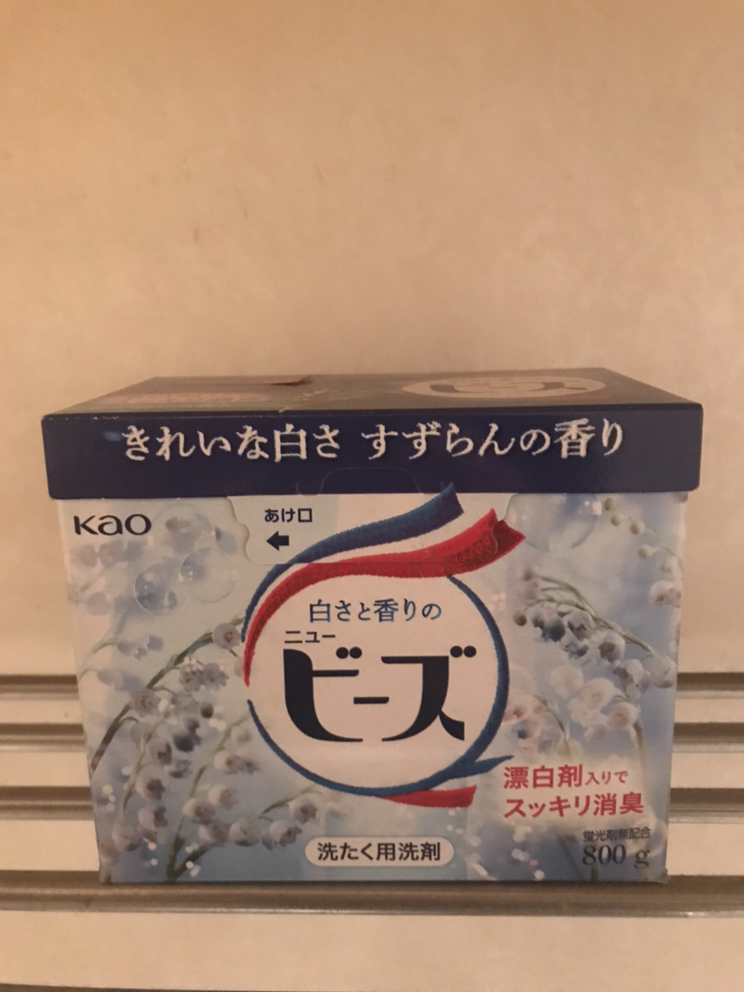 きれいな白さ すずらんの香り
Kao
あけ口
白さと香りの
ニュー
ビーズ
漂白剤入りで
スッキリ消臭
蛍光剤無配合
800 g
洗たく用洗剤